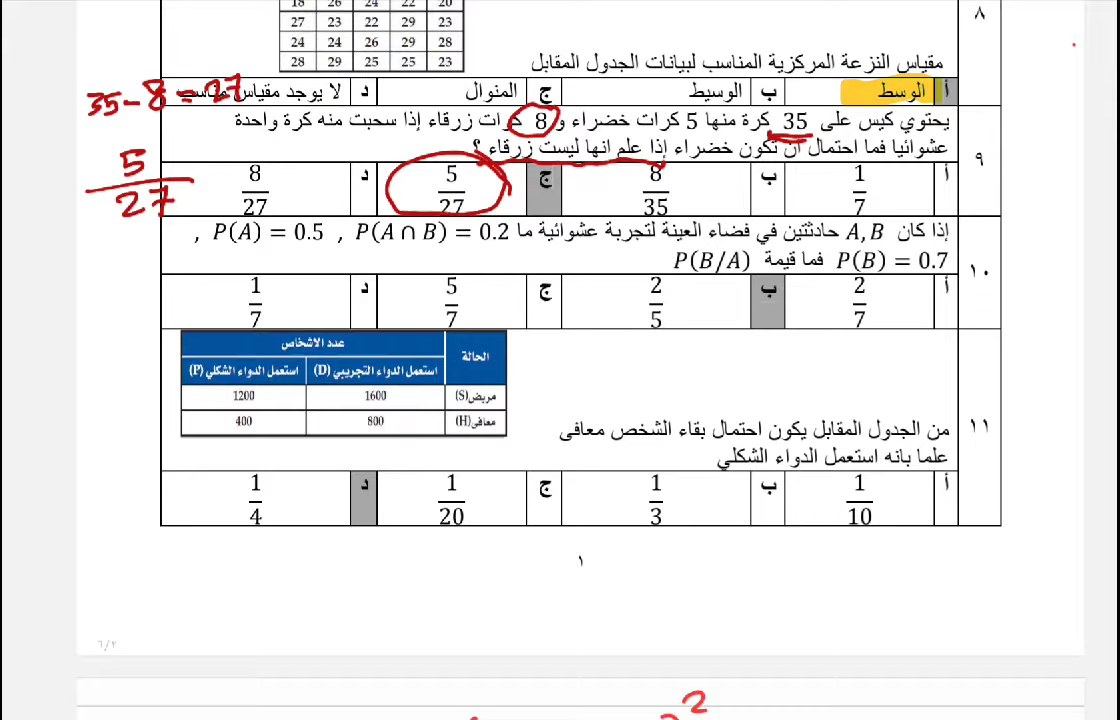 18 26 24 22 20
27 23 22 29 23
24 24 26 29 28
28 29 25 25 23
٨
مقياس النزعة المركزية المناسب لبيانات الجدول المقابل
أ الوسط ب الوسيط ج المنوال د لا يوجد مقياس مناسب
35 - 8 = 27
٩
يحتوي كيس على 35 كرة منها 5 كرات خضراء و 8 كرات زرقاء إذا سحبت منه كرة واحدة
عشوائيا فما احتمال أن تكون خضراء إذا علم انها ليست زرقاء ؟
أ 1/7 ب 8/35 ج 5/27 د 8/27
5/27
١٠
إذا كان A, B حادثتين في فضاء العينة لتجربة عشوائية ما P(A) = 0.5 , P(A ∩ B) = 0.2 ,
P(B) = 0.7 فما قيمة P(B/A)
أ 2/7 ب 2/5 ج 5/7 د 1/7
الحالة عدد الاشخاص
استعمل الدواء التجريبي (D) استعمل الدواء الشكلي (P)
مريض(S) 1600 1200
معافى(H) 800 400
١١
من الجدول المقابل يكون احتمال بقاء الشخص معافى
علما بانه استعمل الدواء الشكلي
أ 1/10 ب 1/3 ج 1/20 د 1/4
١
٦/٢
2